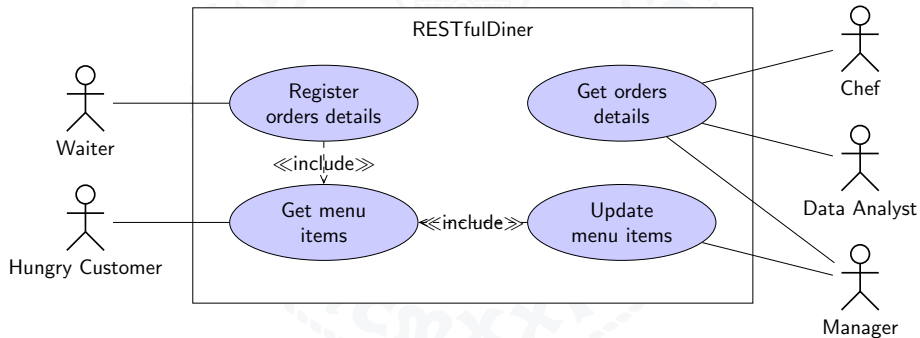 RESTfulDiner
Register
orders details
Get orders
details
Chef
Waiter
≪include≫
Data Analyst
Get menu
items
≪include≫
Update
menu items
Hungry Customer
Manager